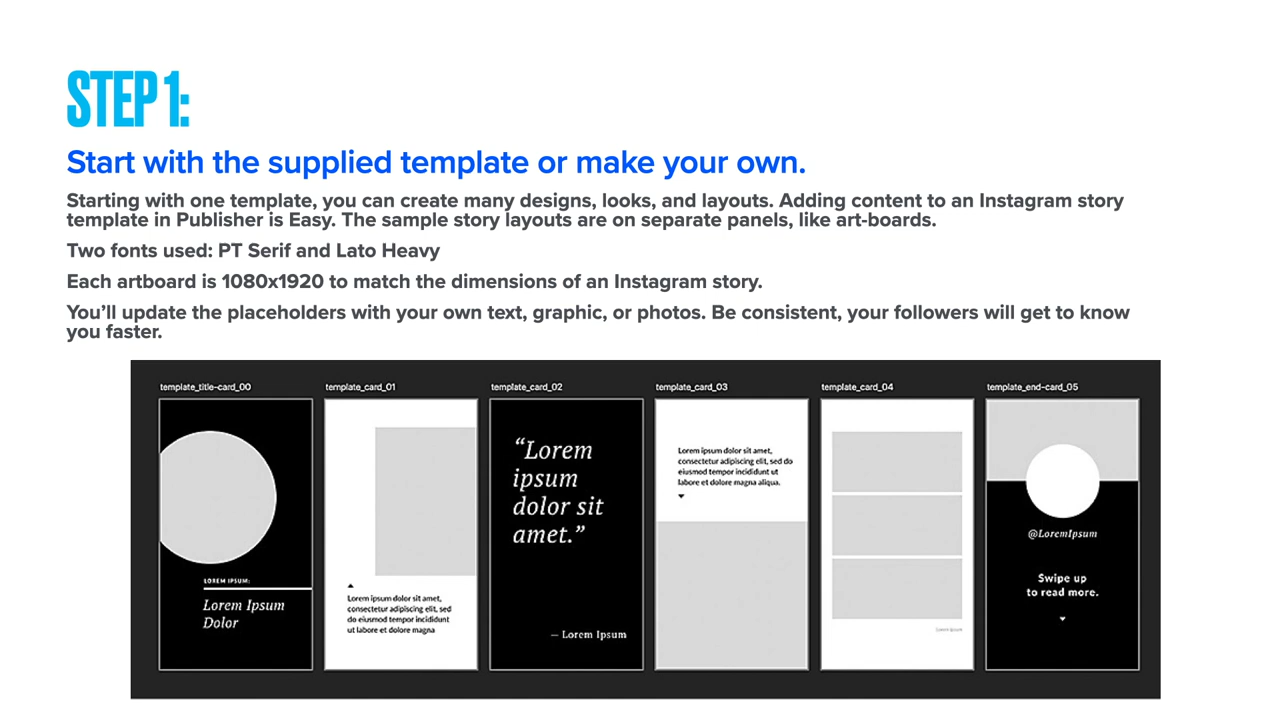 STEP 1:
Start with the supplied template or make your own.
Starting with one template, you can create many designs, looks, and layouts. Adding content to an Instagram story
template in Publisher is Easy. The sample story layouts are on separate panels, like art-boards.
Two fonts used: PT Serif and Lato Heavy
Each artboard is 1080x1920 to match the dimensions of an Instagram story.
You’ll update the placeholders with your own text, graphic, or photos. Be consistent, your followers will get to know
you faster.
template_title-card_00
LOREM IPSUM:
Lorem Ipsum
Dolor
template_card_01
Lorem ipsum dolor sit amet,
consectetur adipiscing elit, sed
do eiusmod tempor incididunt
ut labore et dolore magna
template_card_02
“Lorem
ipsum
dolor sit
amet.”
— Lorem Ipsum
template_card_03
Lorem ipsum dolor sit amet,
consectetur adipiscing elit, sed do
eiusmod tempor incididunt ut
labore et dolore magna aliqua.
template_card_04
Lorem Ipsum
template_end-card_05
@LoremIpsum
Swipe up
to read more.